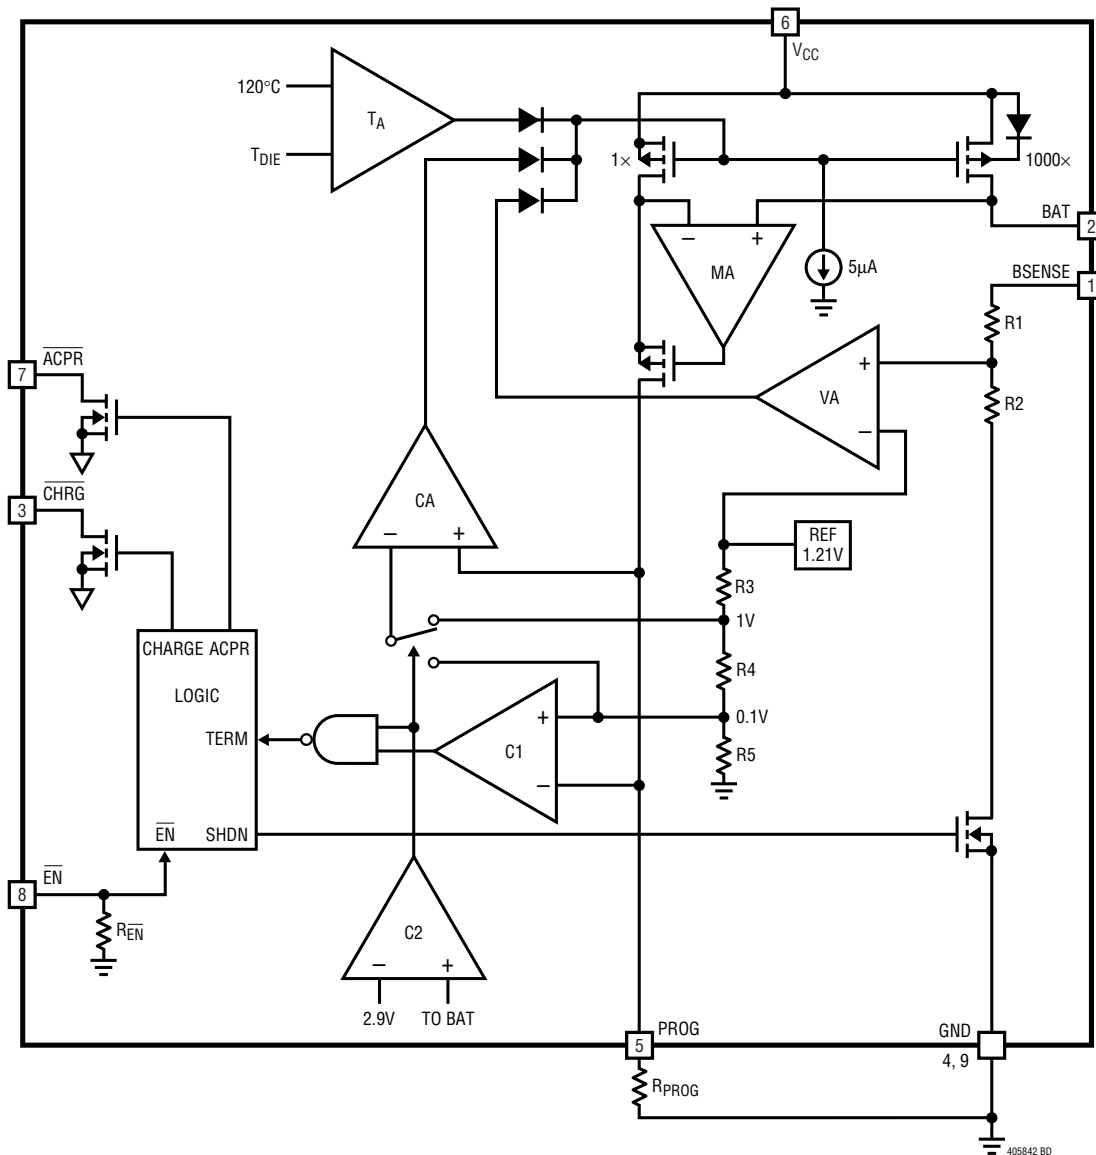 6
VCC
120°C
TA
TDIE
1×
1000×
BAT
2
MA
5µA
BSENSE
1
R1
ACPR
7
VA
R2
CHRG
3
CA
REF
1.21V
R3
1V
CHARGE ACPR
LOGIC
R4
0.1V
TERM
C1
R5
EN
SHDN
EN
8
REN
C2
2.9V
TO BAT
PROG
5
GND
4, 9
RPROG
405842 BD
+
–